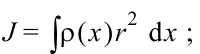 J = ∫ρ(x)r² dx ;